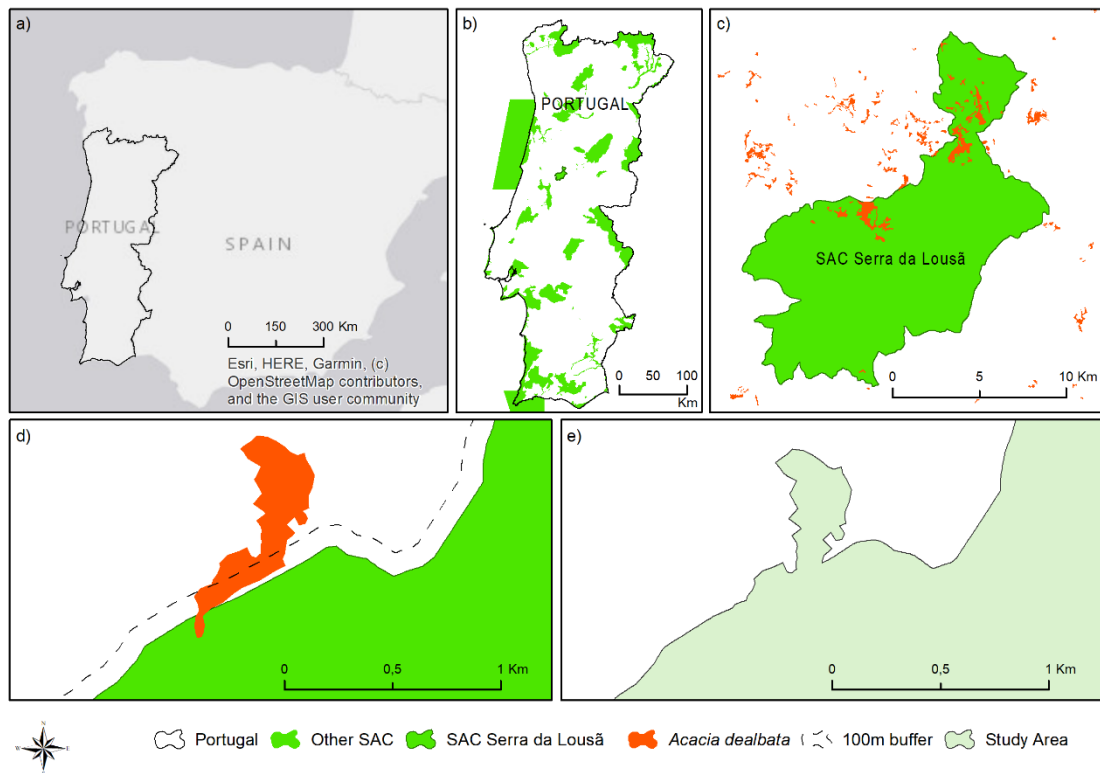 a)
PORTUGAL
SPAIN
0 150 300 Km
Esri, HERE, Garmin, (c)
OpenStreetMap contributors,
and the GIS user community
b)
PORTUGAL
0 50 100
Km
c)
SAC Serra da Lousã
0 5 10 Km
d)
0 0,5 1 Km
e)
0 0,5 1 Km
N
W E
S
Portugal Other SAC SAC Serra da Lousã Acacia dealbata 100m buffer Study Area